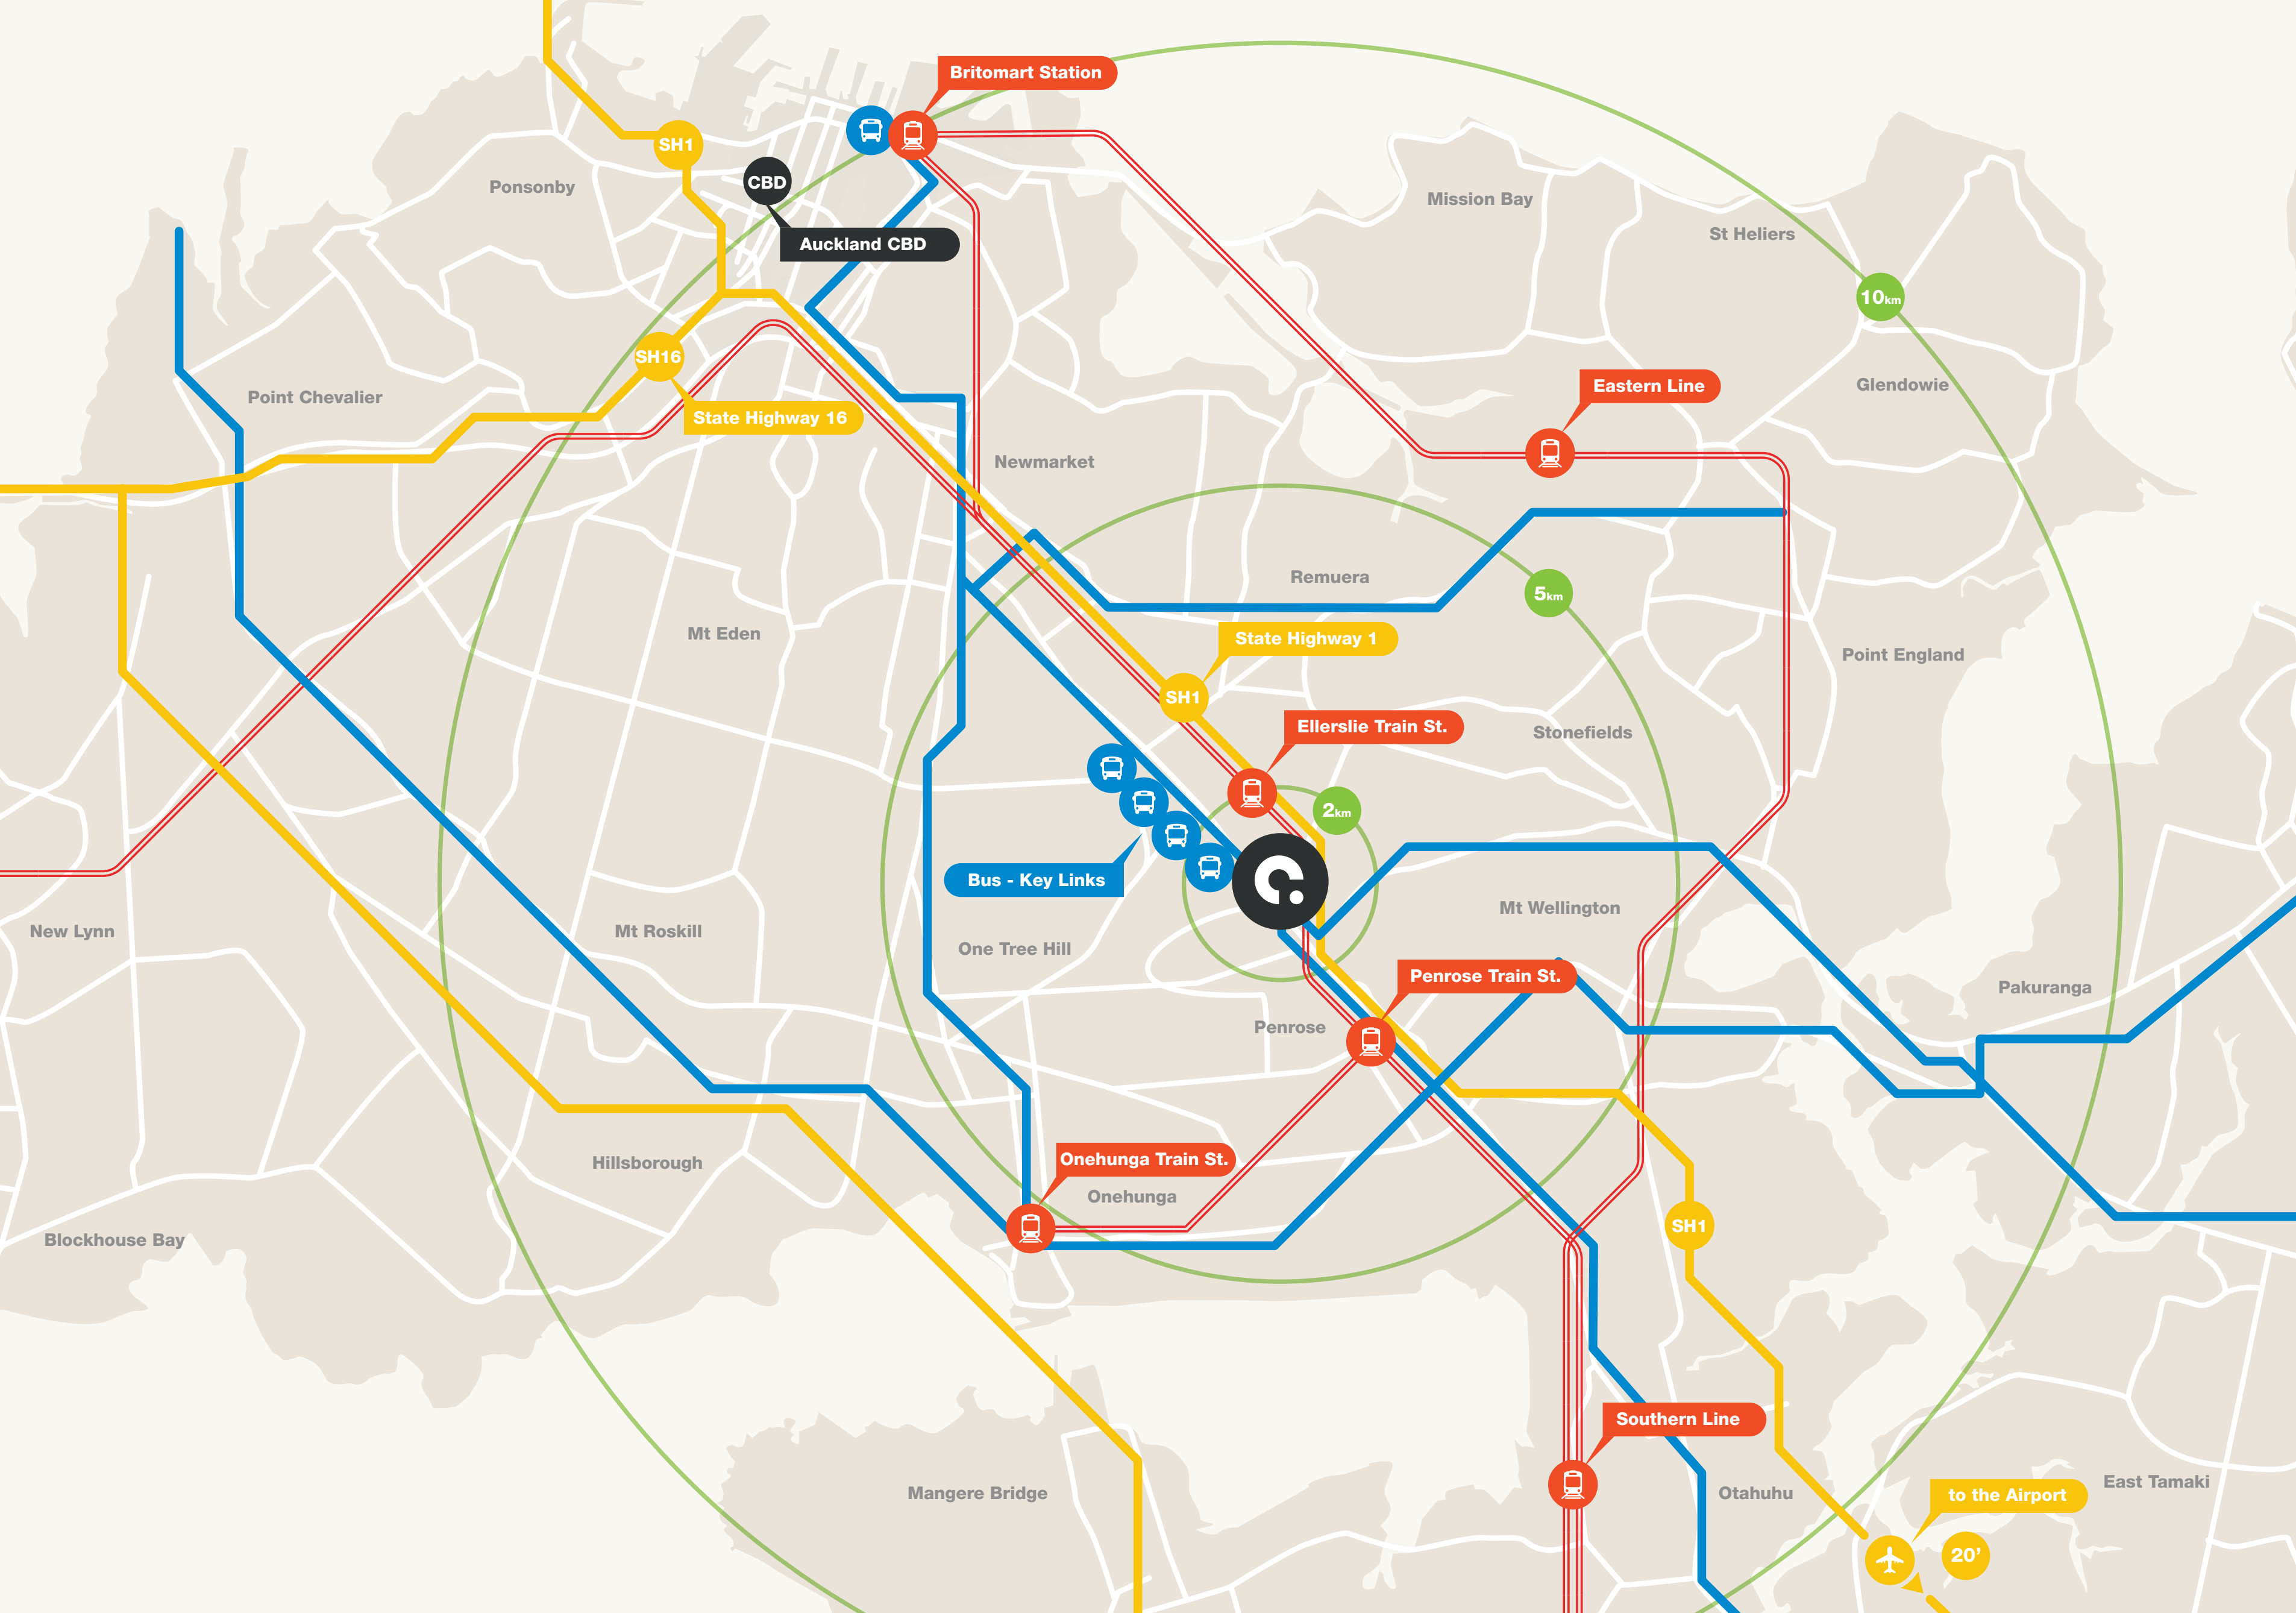 Britomart Station
SH1
CBD
Ponsonby
Mission Bay
St Heliers
Auckland CBD
10km
SH16
Eastern Line
Glendowie
Point Chevalier
State Highway 16
Newmarket
Remuera
5km
Mt Eden
State Highway 1
Point England
SH1
Ellerslie Train St.
Stonefields
2km
Bus - Key Links
Mt Wellington
New Lynn
Mt Roskill
One Tree Hill
Penrose Train St.
Pakuranga
Penrose
Onehunga Train St.
Hillsborough
Onehunga
SH1
Blockhouse Bay
Southern Line
East Tamaki
Mangere Bridge
Otahuhu
to the Airport
20'